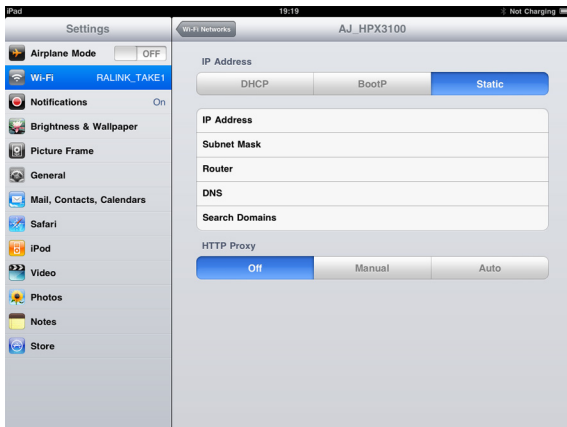 iPad 19:19 Not Charging
Settings
Wi-Fi Networks AJ_HPX3100
Airplane Mode OFF
Wi-Fi RALINK_TAKE1
Notifications On
Brightness & Wallpaper
Picture Frame
General
Mail, Contacts, Calendars
Safari
iPod
Video
Photos
Notes
Store
IP Address
DHCP BootP Static
IP Address
Subnet Mask
Router
DNS
Search Domains
HTTP Proxy
Off Manual Auto